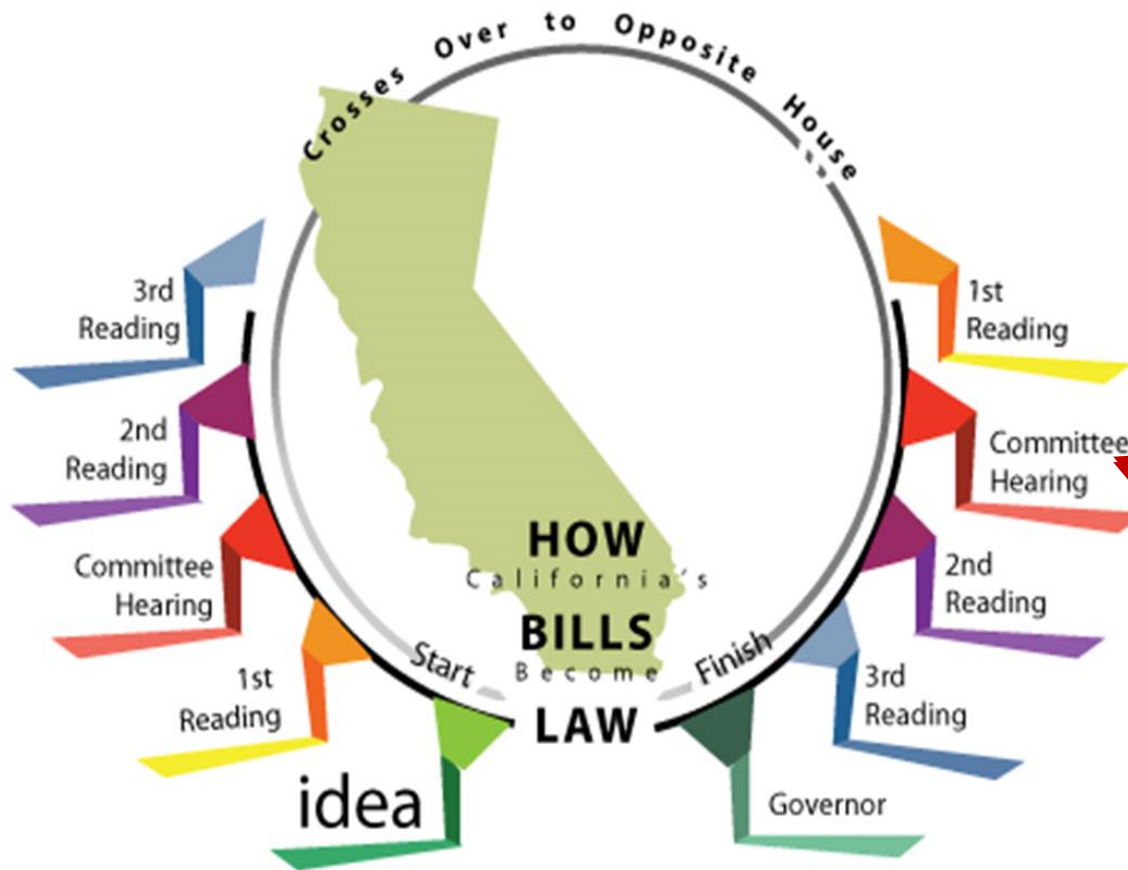 Crosses Over to Opposite House
3rd
Reading
2nd
Reading
Committee
Hearing
1st
Reading
idea
Start
HOW
California's
BILLS
Become
LAW
Finish
1st
Reading
Committee
Hearing
2nd
Reading
3rd
Reading
Governor